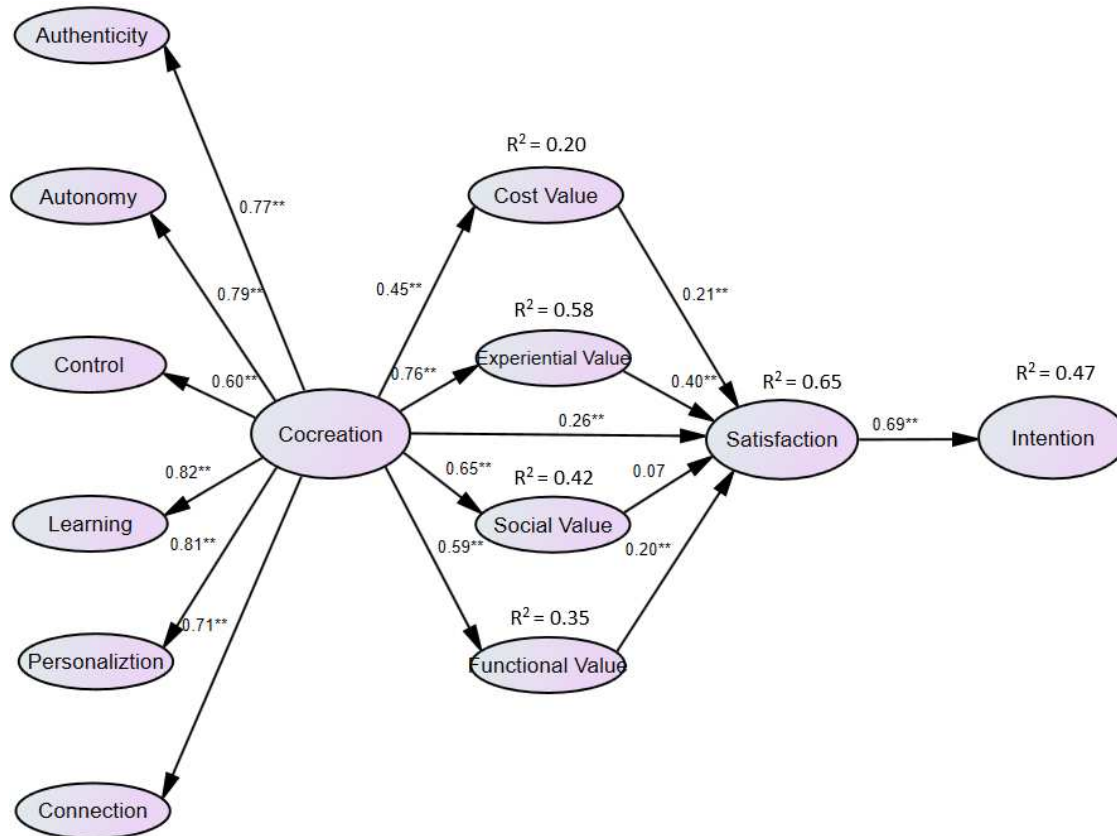 Authenticity
R² = 0.20
Autonomy
Cost Value
0.77**
0.79**
0.45**
0.21**
R² = 0.58
Control
Experiential Value
0.60**
0.76**
0.40**
R² = 0.65
R² = 0.47
Cocreation
0.26**
Satisfaction
0.69**
Intention
0.82**
0.65**
R² = 0.42
0.07
Learning
Social Value
0.81**
0.59**
0.20**
R² = 0.35
0.71**
Personaliztion
Functional Value
Connection